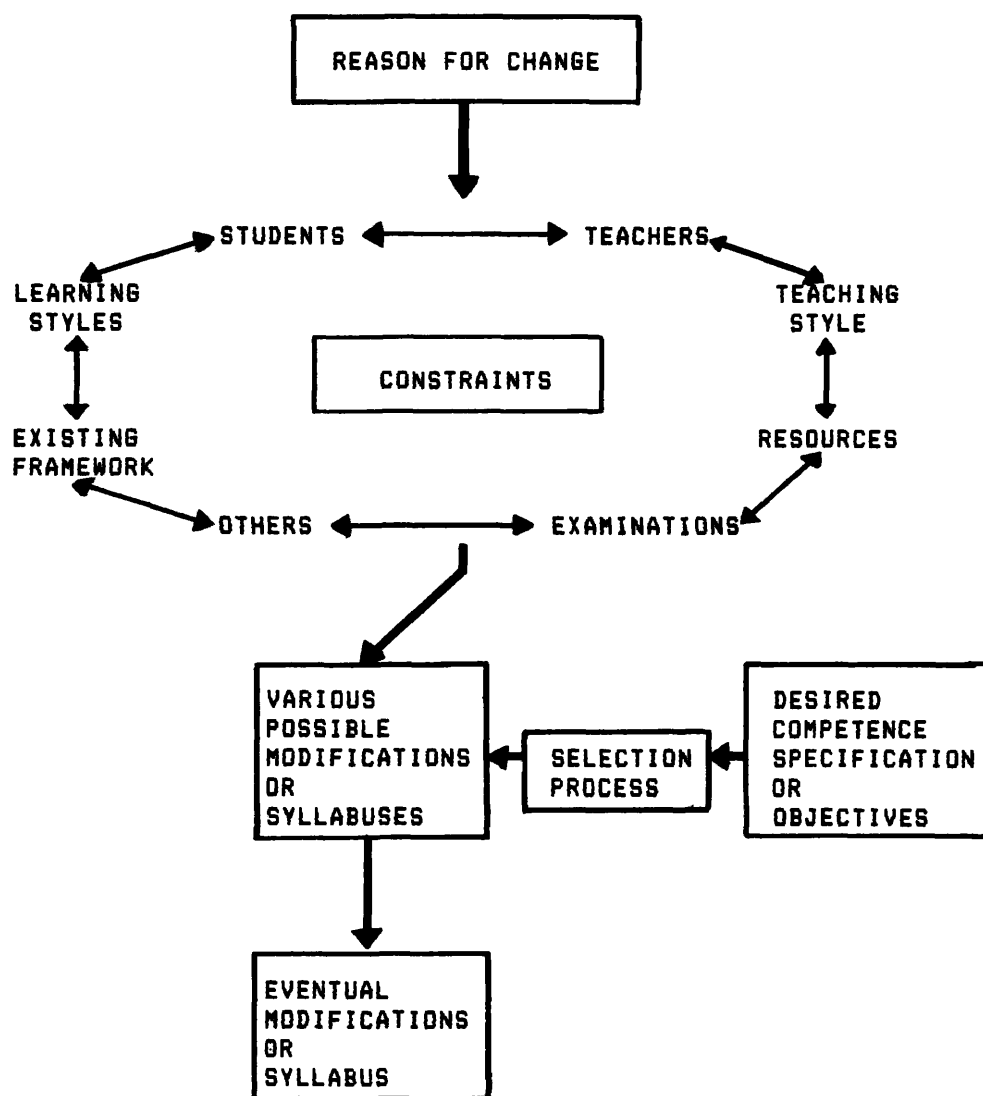 REASON FOR CHANGE
STUDENTS
TEACHERS
LEARNING
STYLES
TEACHING
STYLE
CONSTRAINTS
EXISTING
FRAMEWORK
RESOURCES
OTHERS
EXAMINATIONS
VARIOUS
POSSIBLE
MODIFICATIONS
OR
SYLLABUSES
SELECTION
PROCESS
DESIRED
COMPETENCE
SPECIFICATION
OR
OBJECTIVES
EVENTUAL
MODIFICATIONS
OR
SYLLABUS